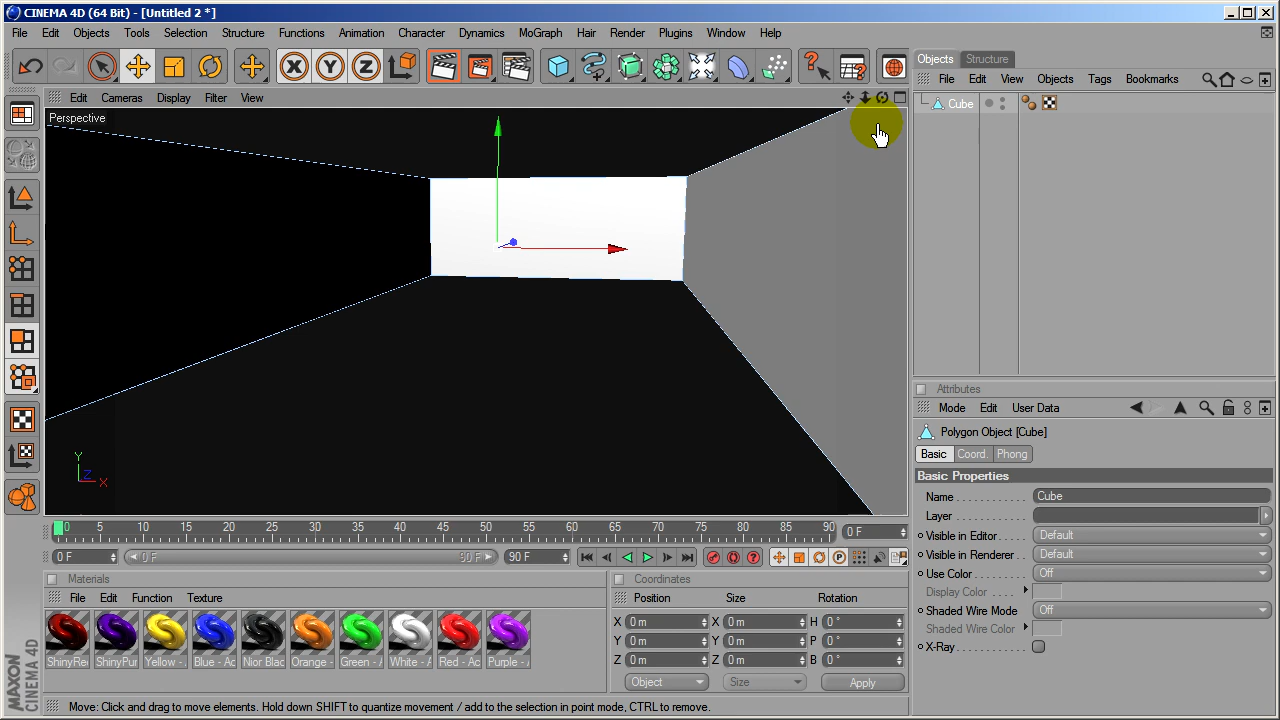 CINEMA 4D (64 Bit) - [Untitled 2 *]
File Edit Objects Tools Selection Structure Functions Animation Character Dynamics MoGraph Hair Render Plugins Window Help
X Y Z
Objects Structure
File Edit View Objects Tags Bookmarks
Edit Cameras Display Filter View
Perspective
Cube
Y
Z X
Attributes
Mode Edit User Data
Polygon Object [Cube]
Basic Coord. Phong
Basic Properties
Name Cube
Layer
Visible in Editor Default
Visible in Renderer Default
Use Color Off
Display Color
Shaded Wire Mode Off
Shaded Wire Color
X-Ray
0 5 10 15 20 25 30 35 40 45 50 55 60 65 70 75 80 85 90 0 F
0 F 0 F 90 F 90 F
Materials
File Edit Function Texture
ShinyRe ShinyPur Yellow - Blue - Ac Nior Blac Orange - Green - A White - A Red - Ac Purple - A
Coordinates
Position Size Rotation
X 0 m X 0 m H 0 °
Y 0 m Y 0 m P 0 °
Z 0 m Z 0 m B 0 °
Object Size Apply
MAXON
CINEMA 4D
Move: Click and drag to move elements. Hold down SHIFT to quantize movement / add to the selection in point mode, CTRL to remove.